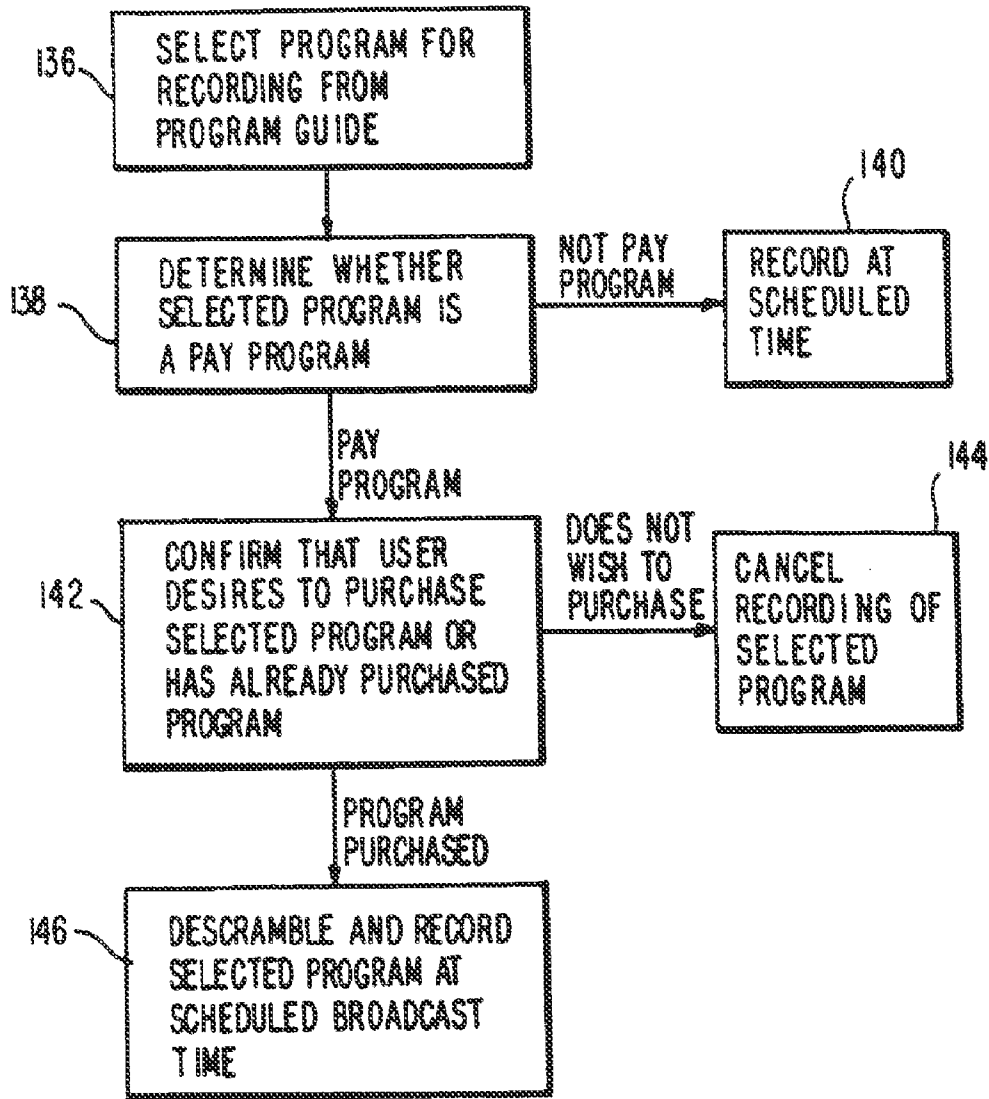 136
SELECT PROGRAM FOR
RECORDING FROM
PROGRAM GUIDE
138
DETERMINE WHETHER
SELECTED PROGRAM IS
A PAY PROGRAM
NOT PAY
PROGRAM
140
RECORD AT
SCHEDULED
TIME
PAY
PROGRAM
142
CONFIRM THAT USER
DESIRES TO PURCHASE
SELECTED PROGRAM OR
HAS ALREADY PURCHASED
PROGRAM
DOES NOT
WISH TO
PURCHASE
144
CANCEL
RECORDING OF
SELECTED
PROGRAM
PROGRAM
PURCHASED
146
DESCRAMBLE AND RECORD
SELECTED PROGRAM AT
SCHEDULED BROADCAST
TIME